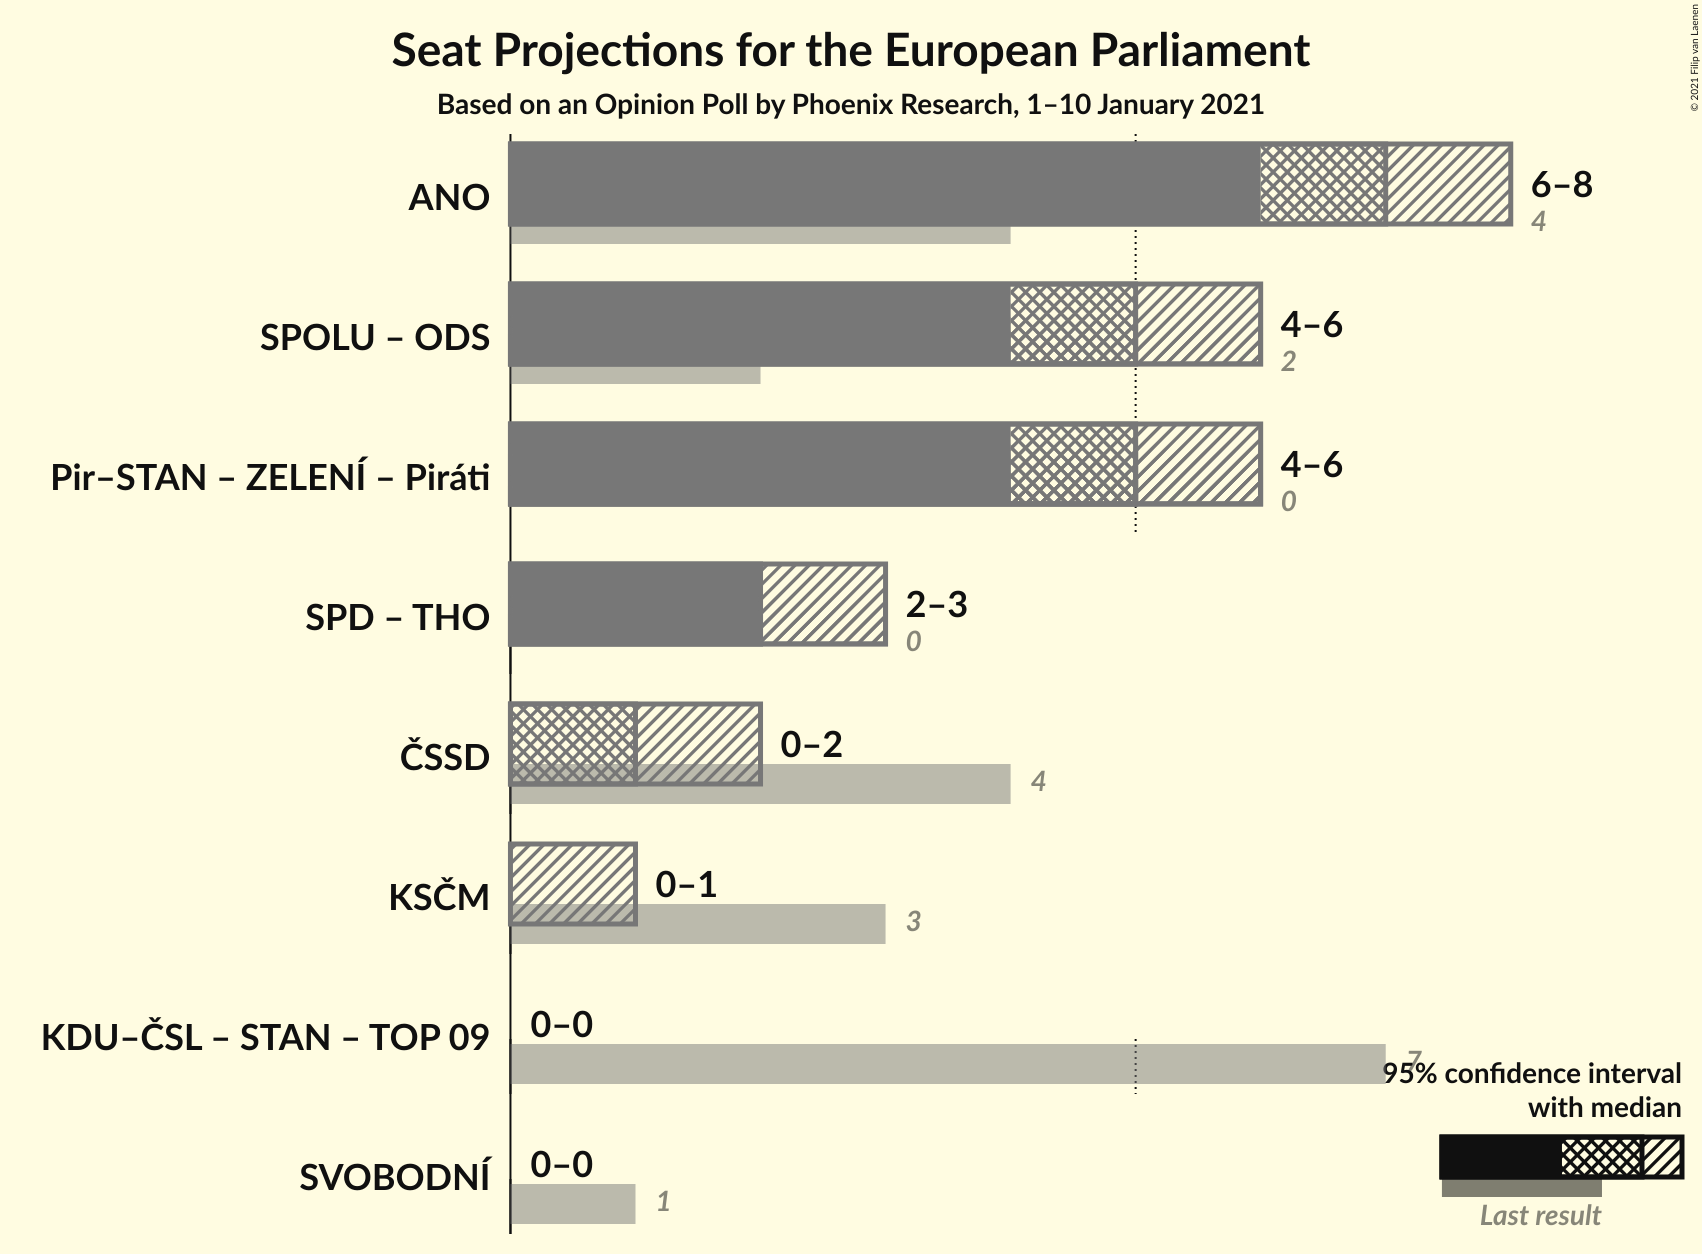 Seat Projections for the European Parliament
Based on an Opinion Poll by Phoenix Research, 1–10 January 2021
© 2021 Filip van Laenen
ANO
6–8
4
SPOLU – ODS
4–6
2
Pir–STAN – ZELENÍ – Piráti
4–6
0
SPD – THO
2–3
0
ČSSD
0–2
4
KSČM
0–1
3
KDU–ČSL – STAN – TOP 09
0–0
7
SVOBODNÍ
0–0
1
95% confidence interval
with median
Last result